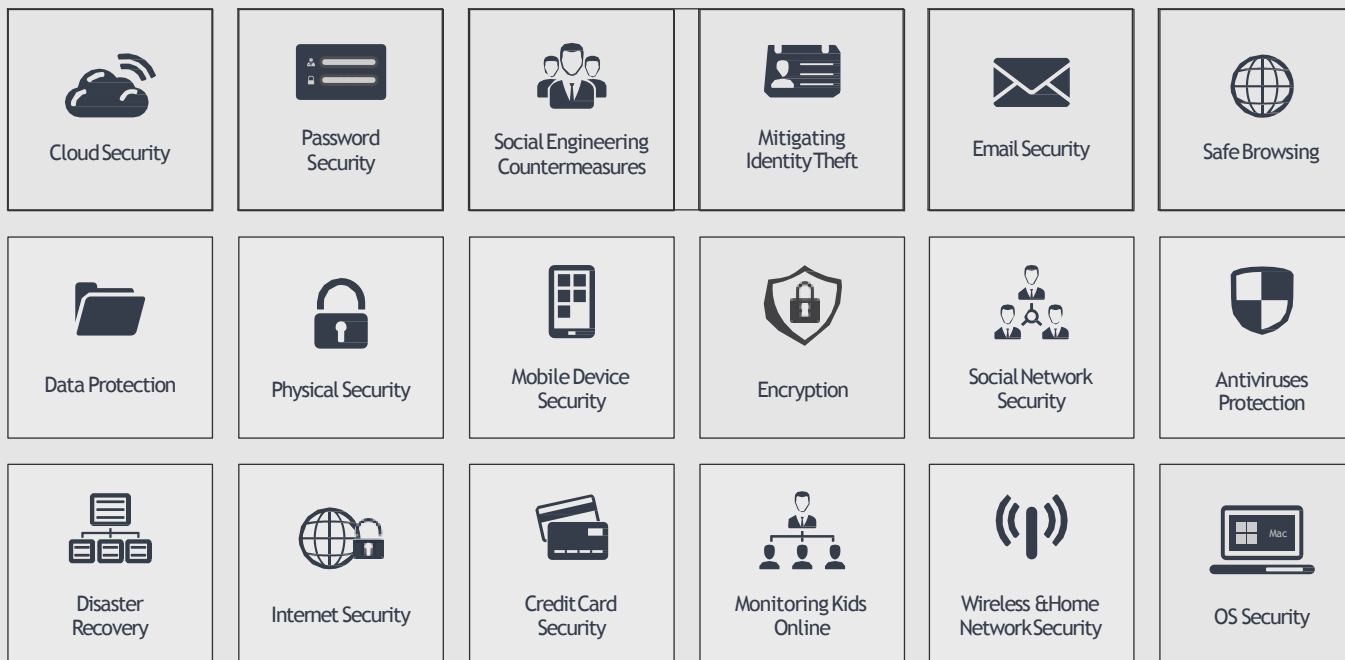 Cloud Security
Password
Security
Social Engineering
Countermeasures
Mitigating
Identity Theft
Email Security
Safe Browsing
Data Protection
Physical Security
Mobile Device
Security
Encryption
Social Network
Security
Antiviruses
Protection
Disaster
Recovery
Internet Security
Credit Card
Security
Monitoring Kids
Online
Wireless & Home
Network Security
Mac
OS Security